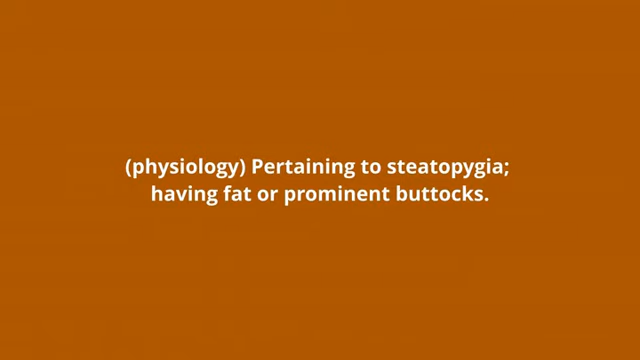 (physiology) Pertaining to steatopygia;
having fat or prominent buttocks.